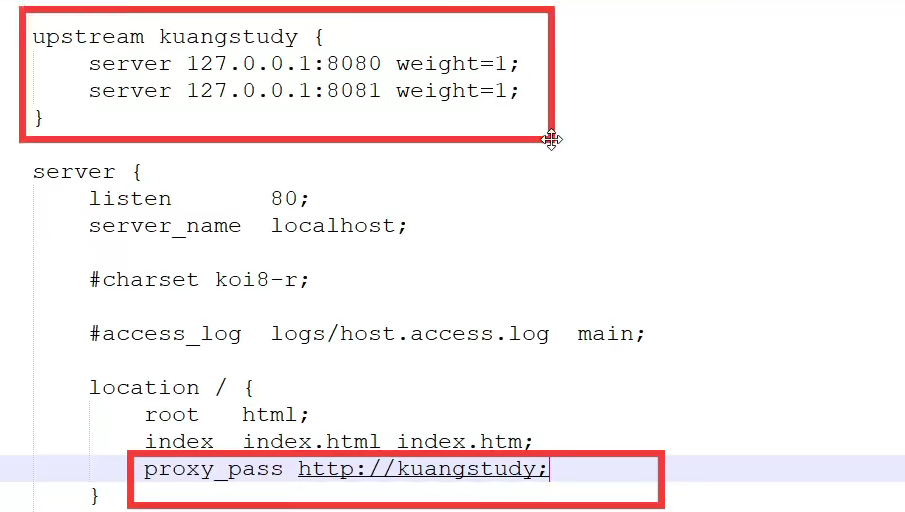 upstream kuangstudy {
    server 127.0.0.1:8080 weight=1;
    server 127.0.0.1:8081 weight=1;
}
server {
    listen       80;
    server_name  localhost;
    #charset koi8-r;
    #access_log  logs/host.access.log  main;
    location / {
        root   html;
        index  index.html index.htm;
        proxy_pass http://kuangstudy;
    }